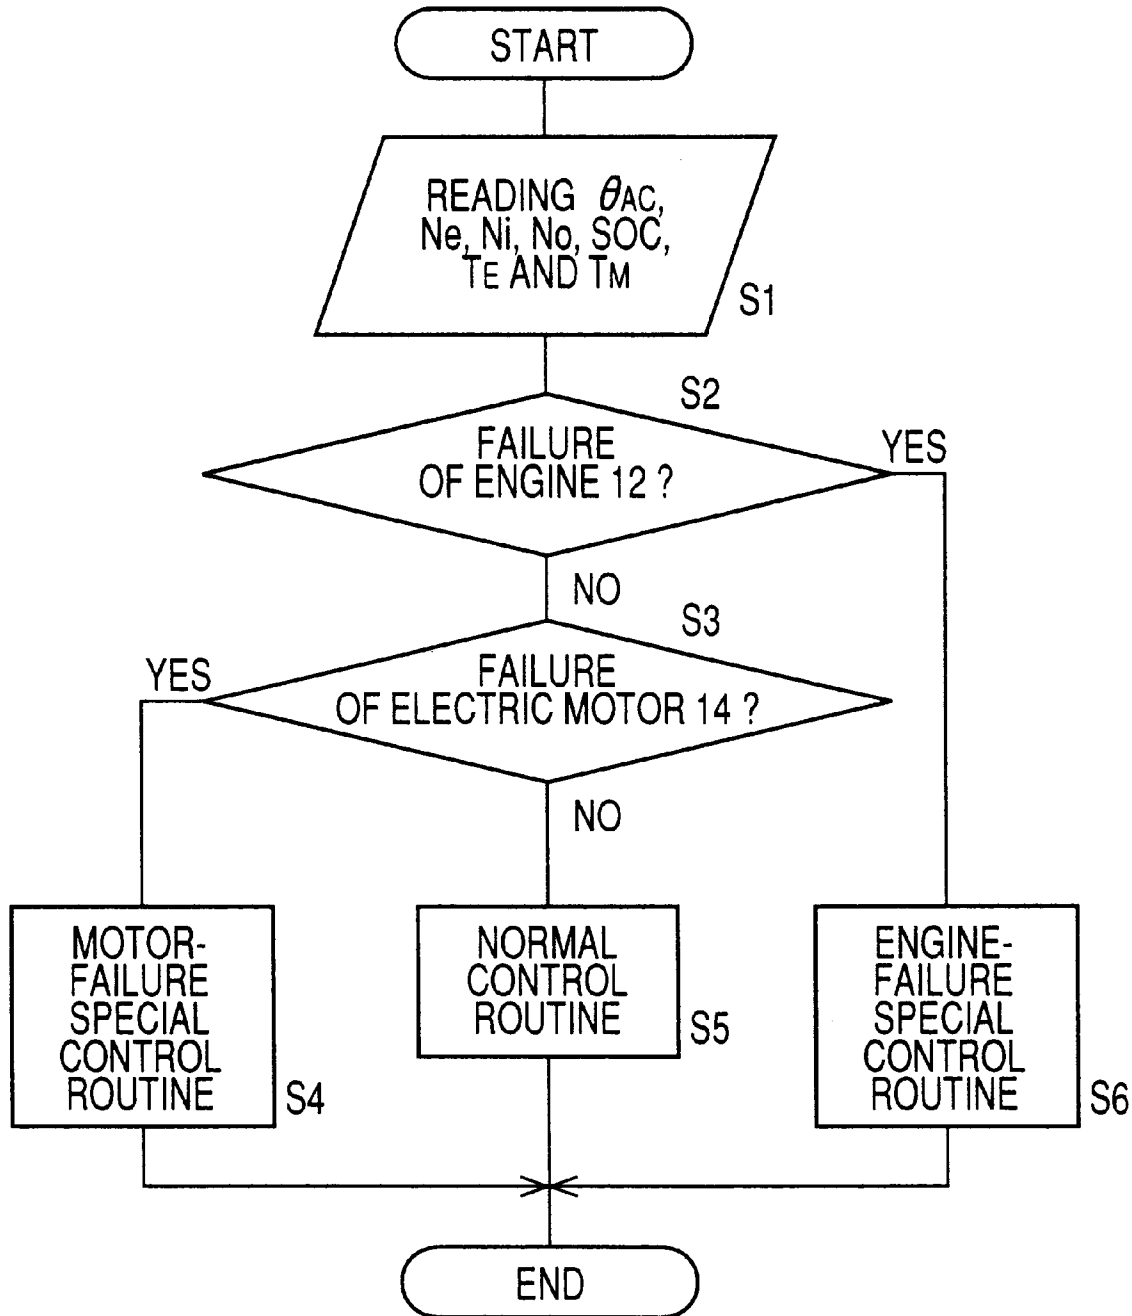 START
READING θAC,
Ne, Ni, No, SOC,
TE AND TM
S1
S2
FAILURE
OF ENGINE 12 ?
YES
NO
S3
FAILURE
OF ELECTRIC MOTOR 14 ?
YES
NO
MOTOR-
FAILURE
SPECIAL
CONTROL
ROUTINE
S4
NORMAL
CONTROL
ROUTINE
S5
ENGINE-
FAILURE
SPECIAL
CONTROL
ROUTINE
S6
END